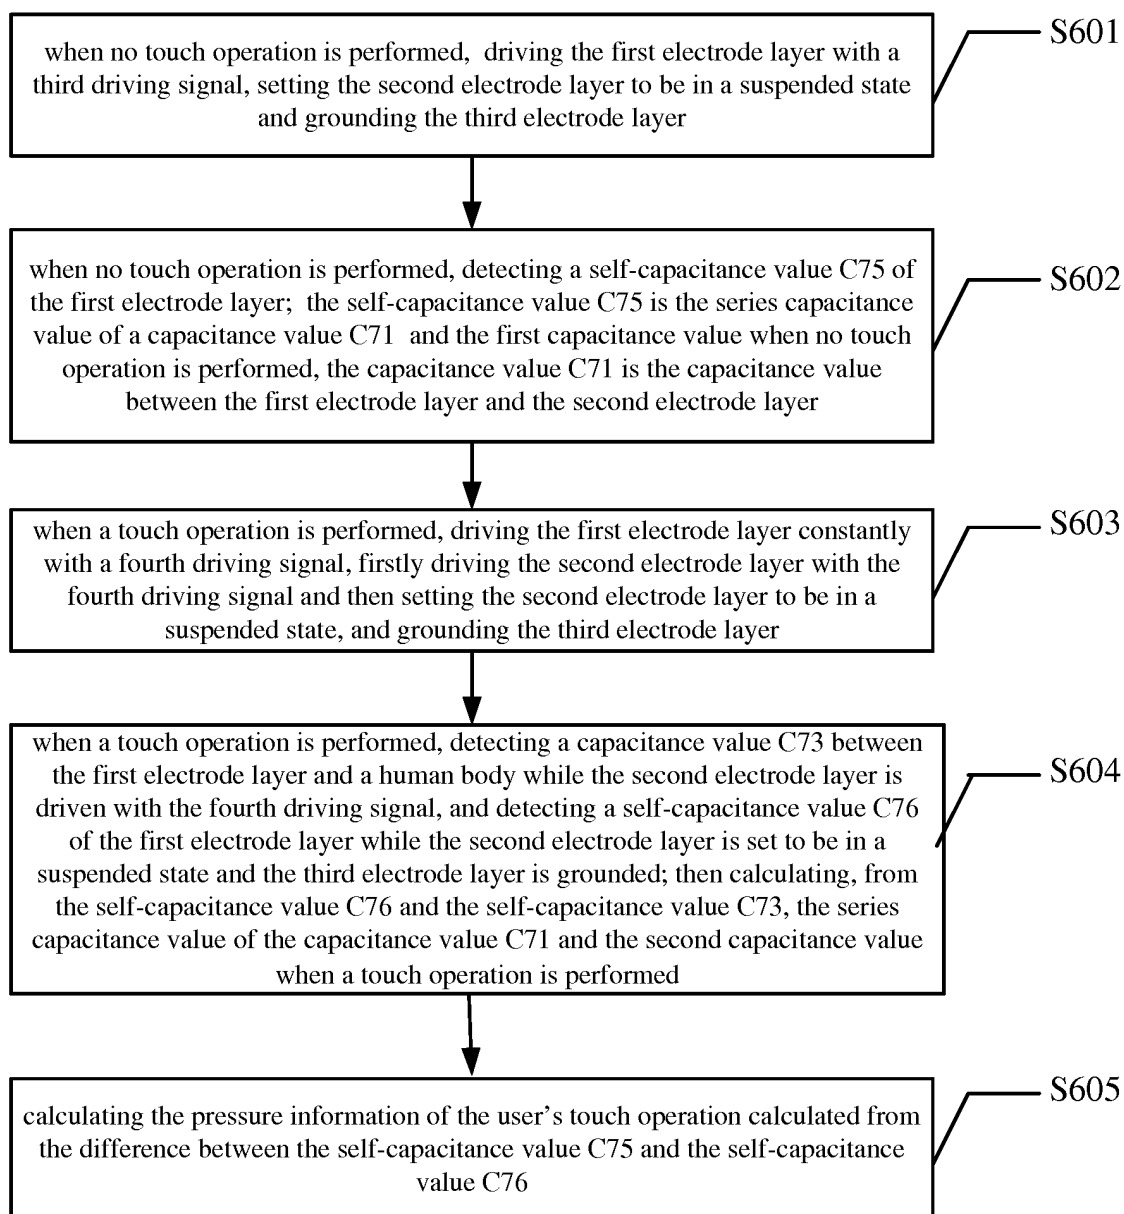 when no touch operation is performed, driving the first electrode layer with a
third driving signal, setting the second electrode layer to be in a suspended state
and grounding the third electrode layer
S601
when no touch operation is performed, detecting a self-capacitance value C75 of
the first electrode layer; the self-capacitance value C75 is the series capacitance
value of a capacitance value C71 and the first capacitance value when no touch
operation is performed, the capacitance value C71 is the capacitance value
between the first electrode layer and the second electrode layer
S602
when a touch operation is performed, driving the first electrode layer constantly
with a fourth driving signal, firstly driving the second electrode layer with the
fourth driving signal and then setting the second electrode layer to be in a
suspended state, and grounding the third electrode layer
S603
when a touch operation is performed, detecting a capacitance value C73 between
the first electrode layer and a human body while the second electrode layer is
driven with the fourth driving signal, and detecting a self-capacitance value C76
of the first electrode layer while the second electrode layer is set to be in a
suspended state and the third electrode layer is grounded; then calculating, from
the self-capacitance value C76 and the self-capacitance value C73, the series
capacitance value of the capacitance value C71 and the second capacitance value
when a touch operation is performed
S604
calculating the pressure information of the user's touch operation calculated from
the difference between the self-capacitance value C75 and the self-capacitance
value C76
S605